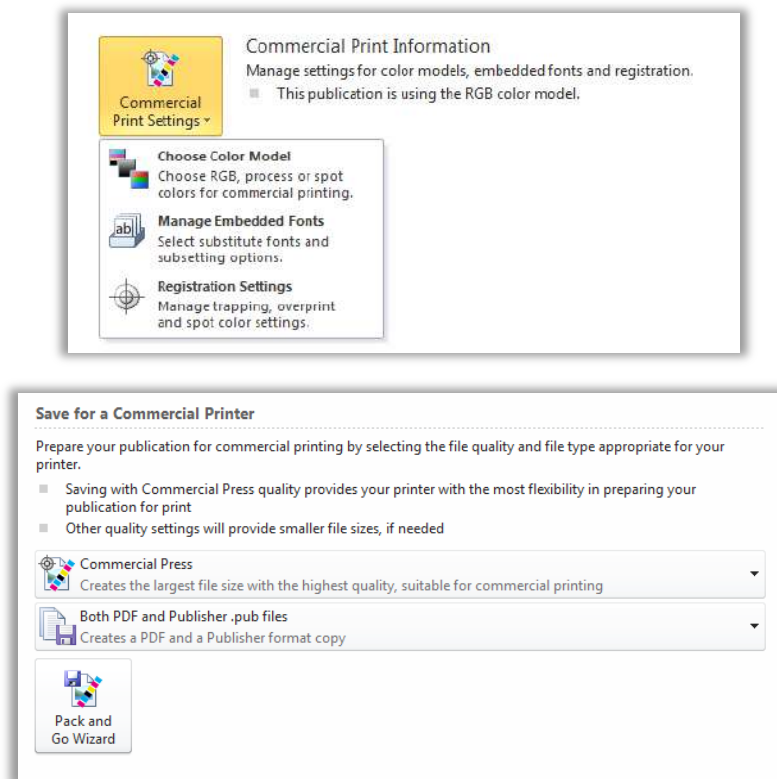 Commercial Print Information
Manage settings for color models, embedded fonts and registration.
This publication is using the RGB color model.
Commercial
Print Settings
Choose Color Model
Choose RGB, process or spot
colors for commercial printing.
ab
Manage Embedded Fonts
Select substitute fonts and
subsetting options.
Registration Settings
Manage trapping, overprint
and spot color settings.
Save for a Commercial Printer
Prepare your publication for commercial printing by selecting the file quality and file type appropriate for your
printer.
Saving with Commercial Press quality provides your printer with the most flexibility in preparing your
publication for print
Other quality settings will provide smaller file sizes, if needed
Commercial Press
Creates the largest file size with the highest quality, suitable for commercial printing
Both PDF and Publisher .pub files
Creates a PDF and a Publisher format copy
Pack and
Go Wizard